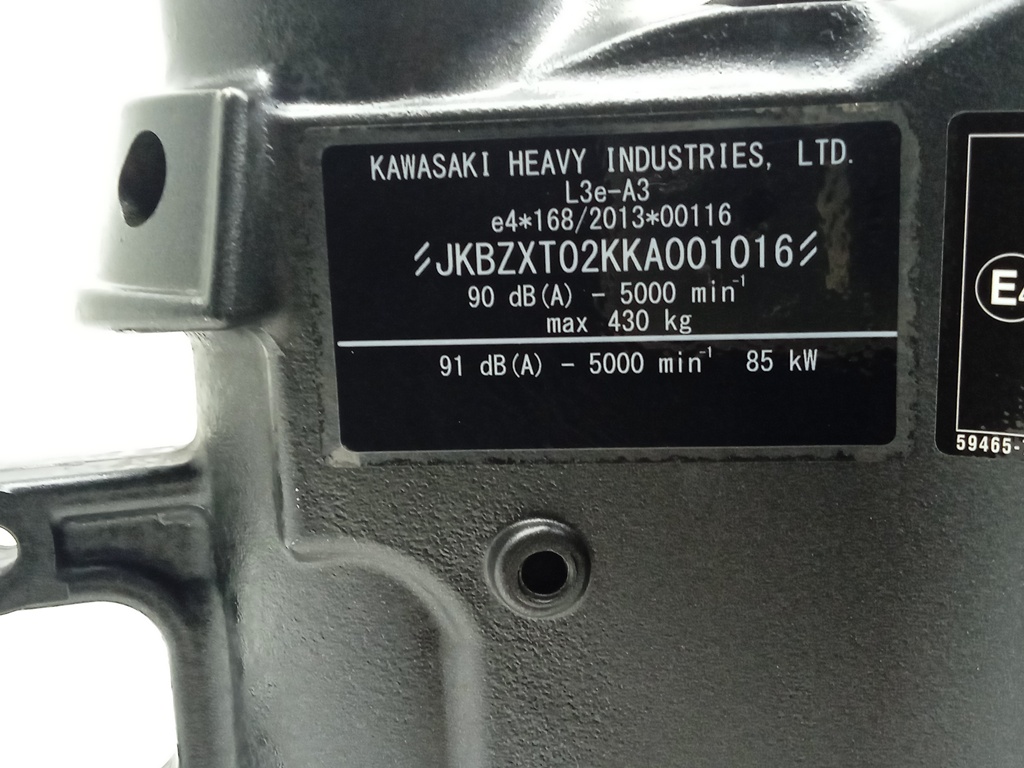 KAWASAKI HEAVY INDUSTRIES, LTD.
L3e-A3
e4*168/2013*00116
JKBZXT02KKA001016
90 dB(A) - 5000 min-1
max 430 kg
91 dB(A) - 5000 min-1 85 kW
E4
59465-